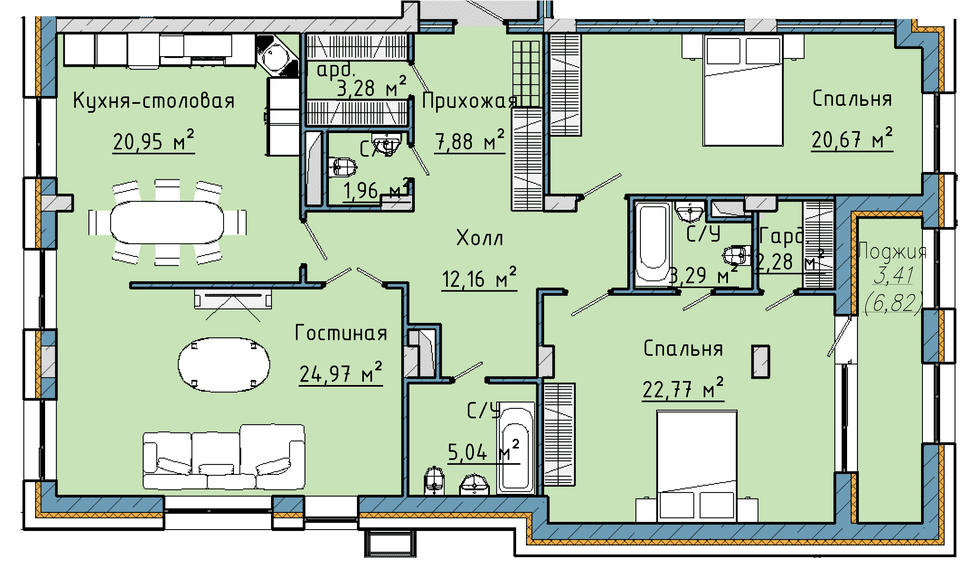 Кухня-столовая
20,95 м²
гард.
3,28 м²
Прихожая
7,88 м²
С/У
1,96 м²
Спальня
20,67 м²
Холл
12,16 м²
С/У
3,29 м²
Гард.
2,28 м²
Лоджия
3,41
(6,82)
Гостиная
24,97 м²
Спальня
22,77 м²
С/У
5,04 м²